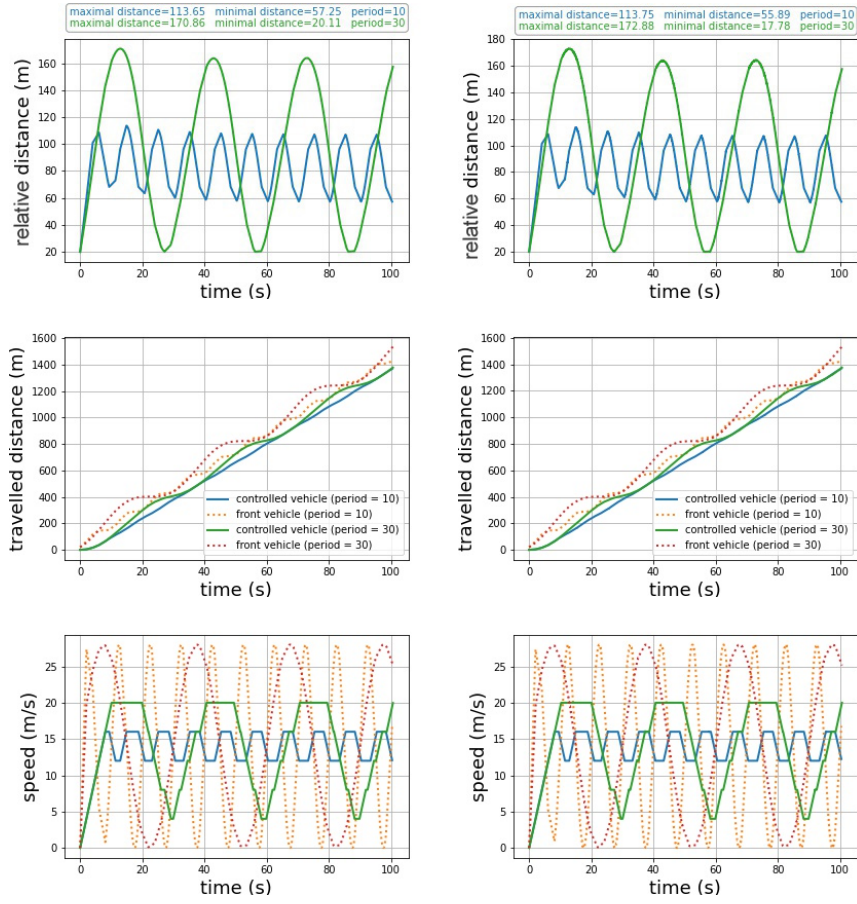 maximal distance=113.65 minimal distance=57.25 period=10
maximal distance=170.86 minimal distance=20.11 period=30
relative distance (m)
160
140
120
100
80
60
40
20
0 20 40 60 80 100
time (s)
maximal distance=113.75 minimal distance=55.89 period=10
maximal distance=172.88 minimal distance=17.78 period=30
relative distance (m)
180
160
140
120
100
80
60
40
20
0 20 40 60 80 100
time (s)
travelled distance (m)
1600
1400
1200
1000
800
600
400
200
0
controlled vehicle (period = 10)
front vehicle (period = 10)
controlled vehicle (period = 30)
front vehicle (period = 30)
0 20 40 60 80 100
time (s)
travelled distance (m)
1600
1400
1200
1000
800
600
400
200
0
controlled vehicle (period = 10)
front vehicle (period = 10)
controlled vehicle (period = 30)
front vehicle (period = 30)
0 20 40 60 80 100
time (s)
speed (m/s)
25
20
15
10
5
0
0 20 40 60 80 100
time (s)
speed (m/s)
25
20
15
10
5
0
0 20 40 60 80 100
time (s)